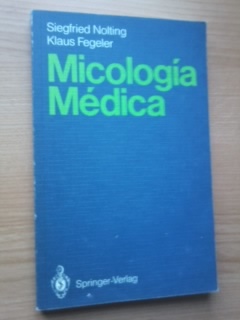 Siegfried Nolting
Klaus Fegeler
Micología
Médica
Springer-Verlag